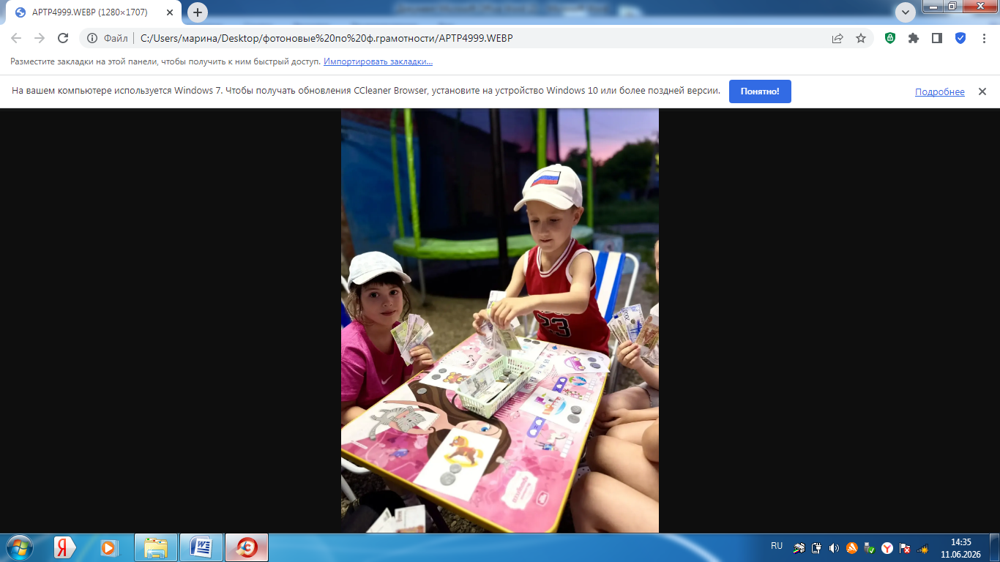 APTP4999.WEBP (1280×1707)
Файл
C:/Users/марина/Desktop/фотоновые%20по%20ф.грамотности/APTP4999.WEBP
Разместите закладки на этой панели, чтобы получить к ним быстрый доступ. Импортировать закладки...
На вашем компьютере используется Windows 7. Чтобы получать обновления CCleaner Browser, установите на устройство Windows 10 или более поздней версии. Понятно! Подробнее
23
RU
14:35
11.06.2026